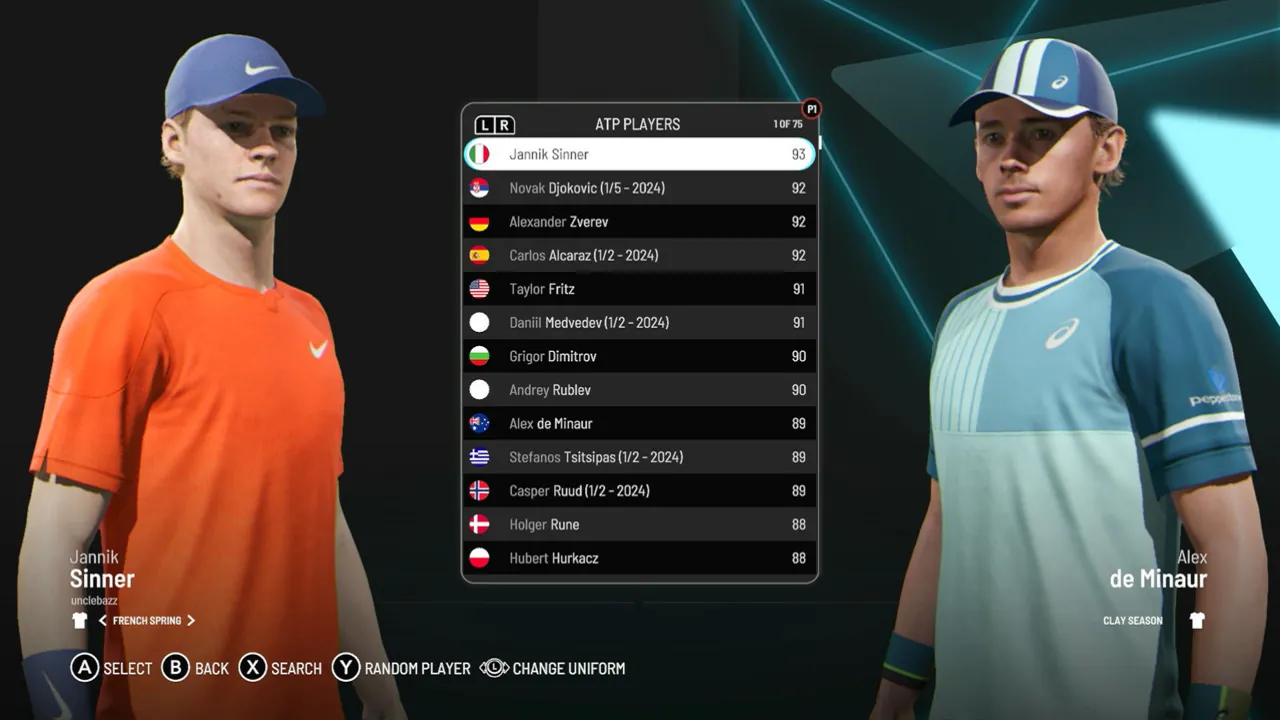 L R
ATP PLAYERS
1 OF 75
P1
Jannik Sinner 93
Novak Djokovic (1/5 - 2024) 92
Alexander Zverev 92
Carlos Alcaraz (1/2 - 2024) 92
Taylor Fritz 91
Daniil Medvedev (1/2 - 2024) 91
Grigor Dimitrov 90
Andrey Rublev 90
Alex de Minaur 89
Stefanos Tsitsipas (1/2 - 2024) 89
Casper Ruud (1/2 - 2024) 89
Holger Rune 88
Hubert Hurkacz 88
Jannik
Sinner
unclebazz
< FRENCH SPRING >
Alex
de Minaur
CLAY SEASON
A SELECT B BACK X SEARCH Y RANDOM PLAYER L CHANGE UNIFORM